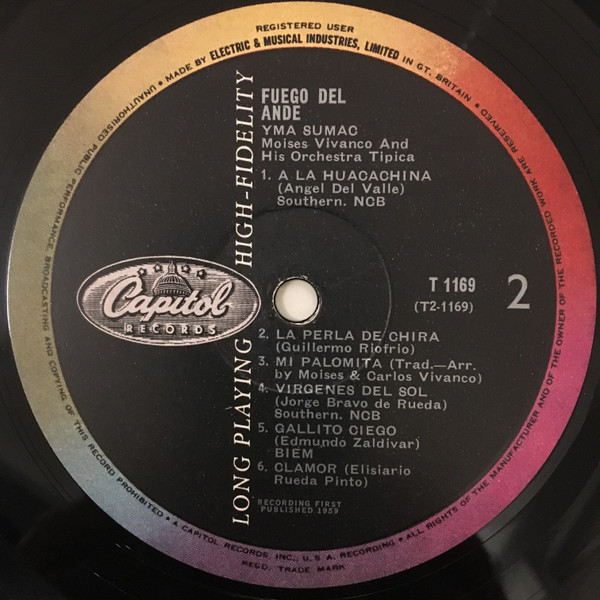 REGISTERED USER
UNAUTHORISED PUBLIC PERFORMANCE, BROADCASTING AND COPYING OF THIS RECORD PROHIBITED • A CAPITOL RECORDS, INC., U.S.A. RECORDING • ALL RIGHTS OF THE MANUFACTURER AND OF THE OWNER OF THE RECORDED WORK ARE RESERVED
• MADE BY ELECTRIC & MUSICAL INDUSTRIES, LIMITED IN GT. BRITAIN •
REGD. TRADE MARK
LONG PLAYING HIGH-FIDELITY
FUEGO DEL
ANDE
YMA SUMAC
Moises Vivanco And
His Orchestra Tipica
1. A LA HUACACHINA
(Angel Del Valle)
Southern. NCB
Capitol
RECORDS
T 1169
(T2-1169)
2
2. LA PERLA DE CHIRA
(Guillermo Riofrio)
3. MI PALOMITA (Trad.—Arr.
by Moises & Carlos Vivanco)
4. VIRGENES DEL SOL
(Jorge Bravo de Rueda)
Southern. NCB
5. GALLITO CIEGO
(Edmundo Zaldivar)
BIEM
6. CLAMOR (Elisiario
Rueda Pinto)
RECORDING FIRST
PUBLISHED 1959